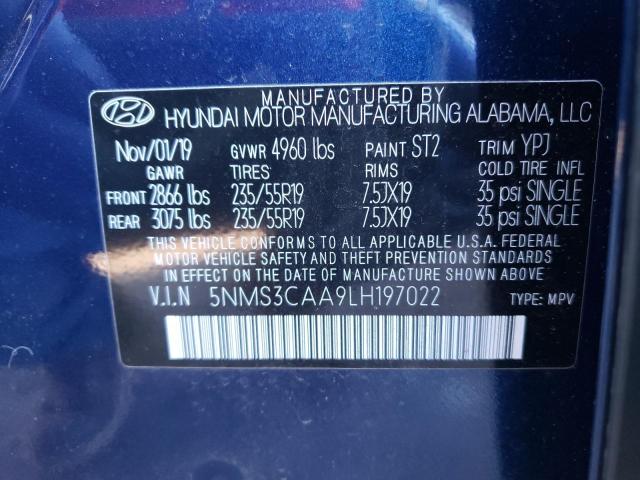 MANUFACTURED BY
HYUNDAI MOTOR MANUFACTURING ALABAMA, LLC
Nov/01/19 GVWR 4960 lbs PAINT ST2 TRIM YPJ
GAWR TIRES RIMS COLD TIRE INFL
FRONT 2866 lbs 235/55R19 7.5JX19 35 psi SINGLE
REAR 3075 lbs 235/55R19 7.5JX19 35 psi SINGLE
THIS VEHICLE CONFORMS TO ALL APPLICABLE U.S.A. FEDERAL
MOTOR VEHICLE SAFETY AND THEFT PREVENTION STANDARDS
IN EFFECT ON THE DATE OF MANUFACTURE SHOWN ABOVE.
V.I.N 5NMS3CAA9LH197022 TYPE: MPV